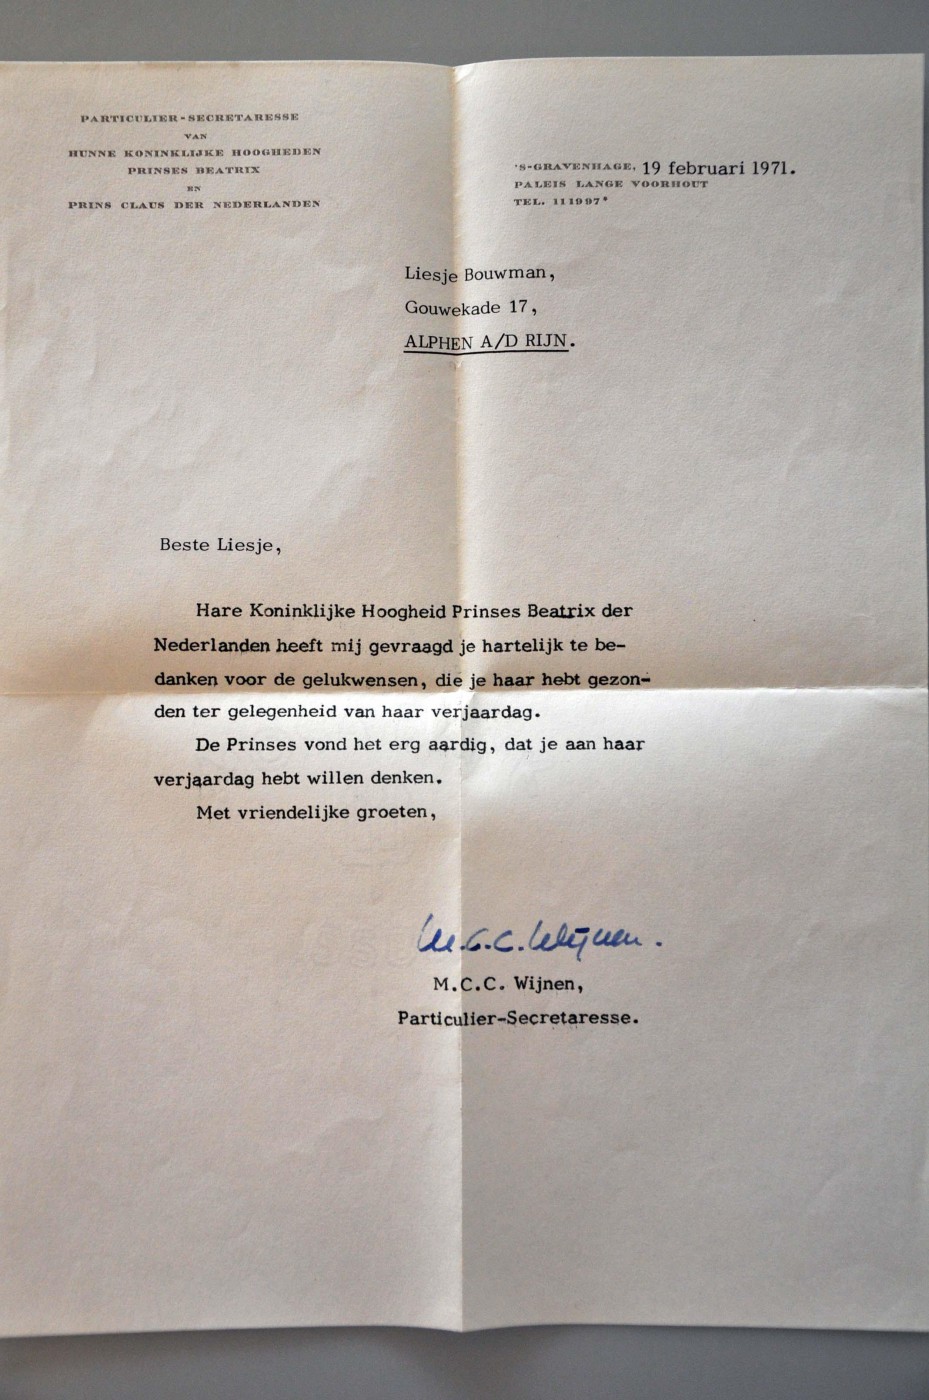 PARTICULIER-SECRETARESSE
VAN
HUNNE KONINKLIJKE HOOGHEDEN
PRINSES BEATRIX
EN
PRINS CLAUS DER NEDERLANDEN
'S-GRAVENHAGE, 19 februari 1971.
PALEIS LANGE VOORHOUT
TEL. 111997*
Liesje Bouwman,
Gouwekade 17,
ALPHEN A/D RIJN.
Beste Liesje,
Hare Koninklijke Hoogheid Prinses Beatrix der
Nederlanden heeft mij gevraagd je hartelijk te be-
danken voor de gelukwensen, die je haar hebt gezon-
den ter gelegenheid van haar verjaardag.
De Prinses vond het erg aardig, dat je aan haar
verjaardag hebt willen denken.
Met vriendelijke groeten,
M.C.C. Wijnen.
M.C.C. Wijnen,
Particulier-Secretaresse.